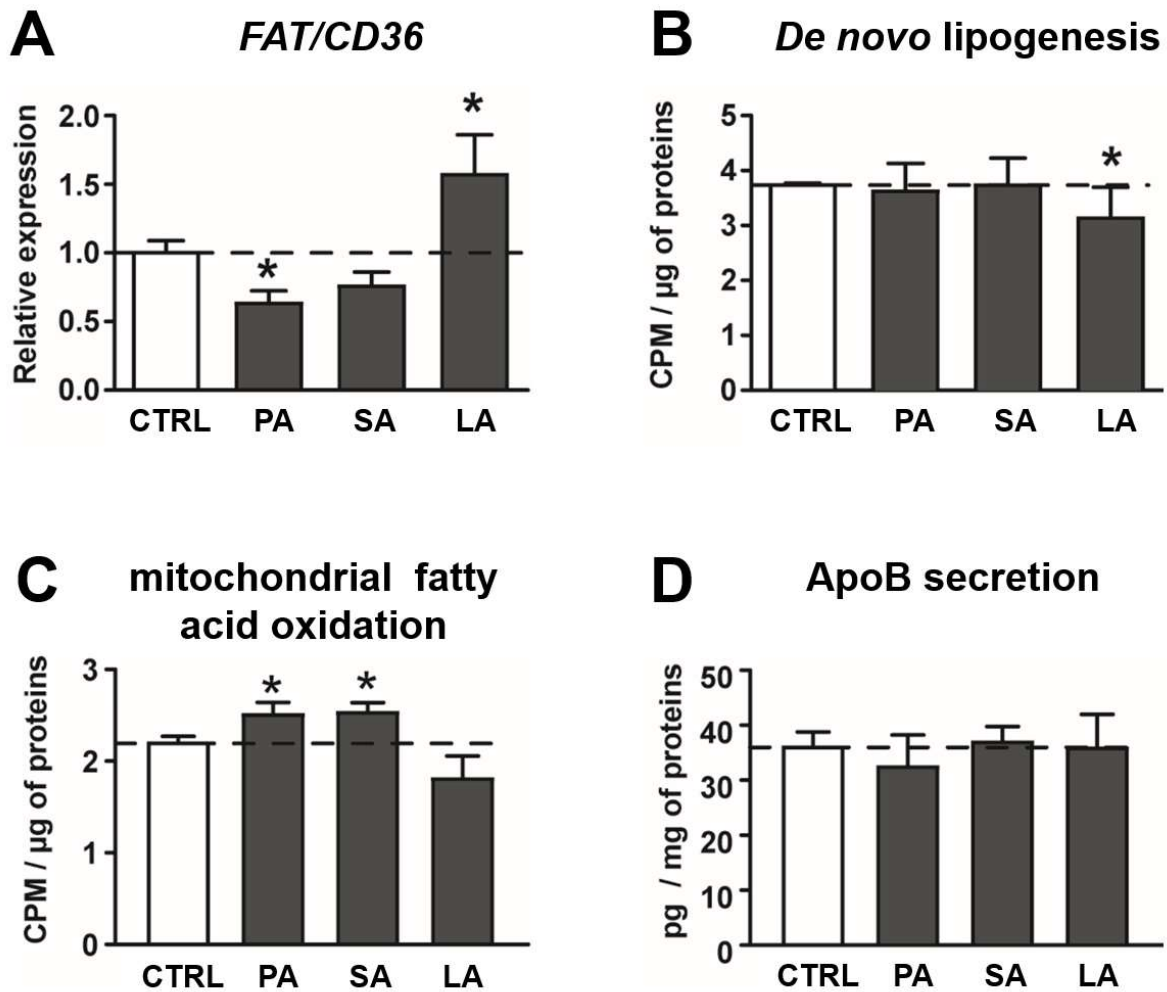 A
FAT/CD36
Relative expression
2.0
1.5
1.0
0.5
0.0
*
*
CTRL PA SA LA
B
De novo lipogenesis
CPM / µg of proteins
5
4
3
2
1
0
*
CTRL PA SA LA
C
mitochondrial fatty
acid oxidation
CPM / µg of proteins
3
2
1
0
* *
CTRL PA SA LA
D
ApoB secretion
pg / mg of proteins
50
40
30
20
10
0
CTRL PA SA LA